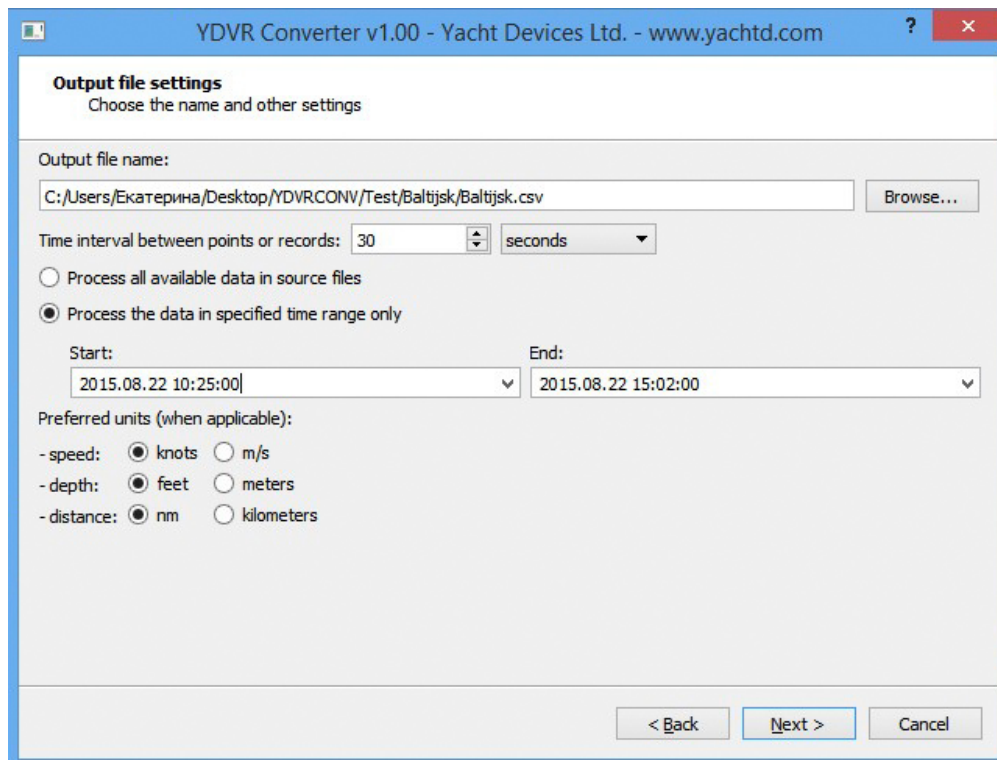 YDVR Converter v1.00 - Yacht Devices Ltd. - www.yachtd.com ?
Output file settings
Choose the name and other settings
Output file name:
C:/Users/Екатерина/Desktop/YDVRCONV/Test/Baltijsk/Baltijsk.csv Browse...
Time interval between points or records: 30 seconds
Process all available data in source files
Process the data in specified time range only
Start: End:
2015.08.22 10:25:00 2015.08.22 15:02:00
Preferred units (when applicable):
- speed: knots m/s
- depth: feet meters
- distance: nm kilometers
< Back Next > Cancel